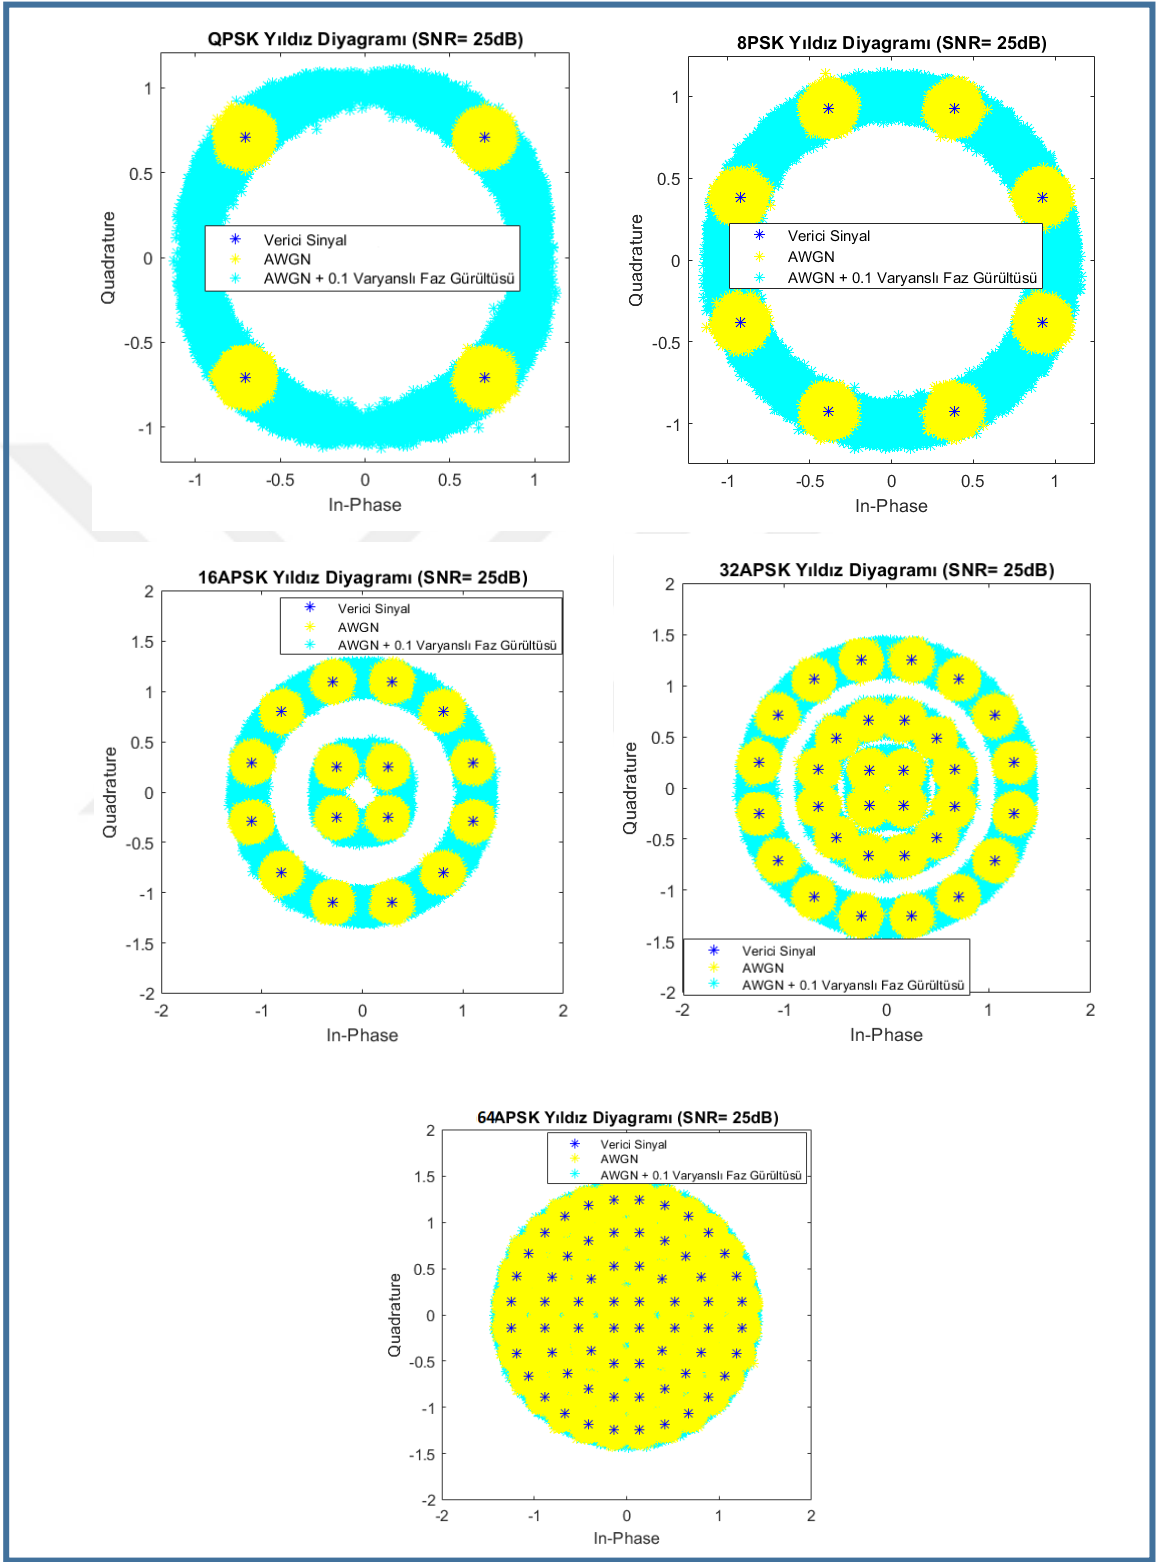 QPSK Yıldız Diyagramı (SNR= 25dB)
1
0.5
0
-0.5
-1
Quadrature
Verici Sinyal
AWGN
AWGN + 0.1 Varyanslı Faz Gürültüsü
-1 -0.5 0 0.5 1
In-Phase
8PSK Yıldız Diyagramı (SNR= 25dB)
1
0.5
0
-0.5
-1
Quadrature
Verici Sinyal
AWGN
AWGN + 0.1 Varyanslı Faz Gürültüsü
-1 -0.5 0 0.5 1
In-Phase
16APSK Yıldız Diyagramı (SNR= 25dB)
2
1.5
1
0.5
0
-0.5
-1
-1.5
-2
Quadrature
Verici Sinyal
AWGN
AWGN + 0.1 Varyanslı Faz Gürültüsü
-2 -1 0 1 2
In-Phase
32APSK Yıldız Diyagramı (SNR= 25dB)
2
1.5
1
0.5
0
-0.5
-1
-1.5
-2
Quadrature
Verici Sinyal
AWGN
AWGN + 0.1 Varyanslı Faz Gürültüsü
-2 -1 0 1 2
In-Phase
64APSK Yıldız Diyagramı (SNR= 25dB)
2
1.5
1
0.5
0
-0.5
-1
-1.5
-2
Quadrature
Verici Sinyal
AWGN
AWGN + 0.1 Varyanslı Faz Gürültüsü
-2 -1 0 1 2
In-Phase